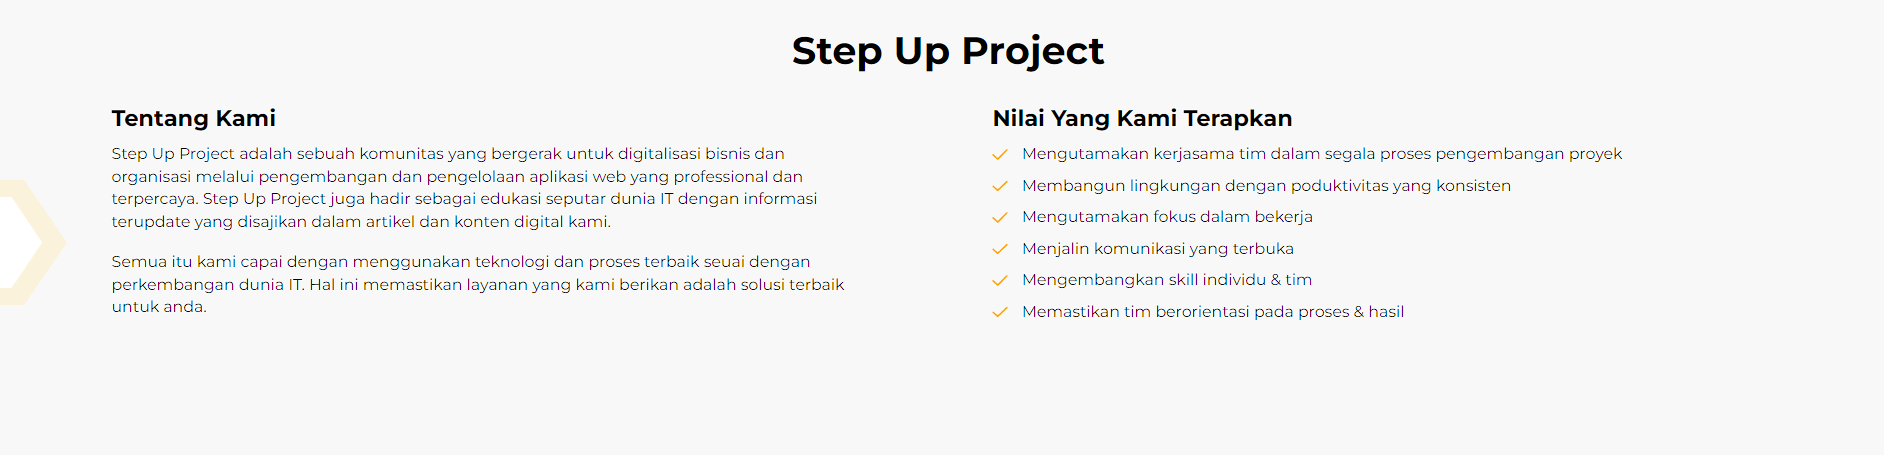 Step Up Project
Tentang Kami
Step Up Project adalah sebuah komunitas yang bergerak untuk digitalisasi bisnis dan
organisasi melalui pengembangan dan pengelolaan aplikasi web yang professional dan
terpercaya. Step Up Project juga hadir sebagai edukasi seputar dunia IT dengan informasi
terupdate yang disajikan dalam artikel dan konten digital kami.
Semua itu kami capai dengan menggunakan teknologi dan proses terbaik seuai dengan
perkembangan dunia IT. Hal ini memastikan layanan yang kami berikan adalah solusi terbaik
untuk anda.
Nilai Yang Kami Terapkan
Mengutamakan kerjasama tim dalam segala proses pengembangan proyek
Membangun lingkungan dengan poduktivitas yang konsisten
Mengutamakan fokus dalam bekerja
Menjalin komunikasi yang terbuka
Mengembangkan skill individu & tim
Memastikan tim berorientasi pada proses & hasil